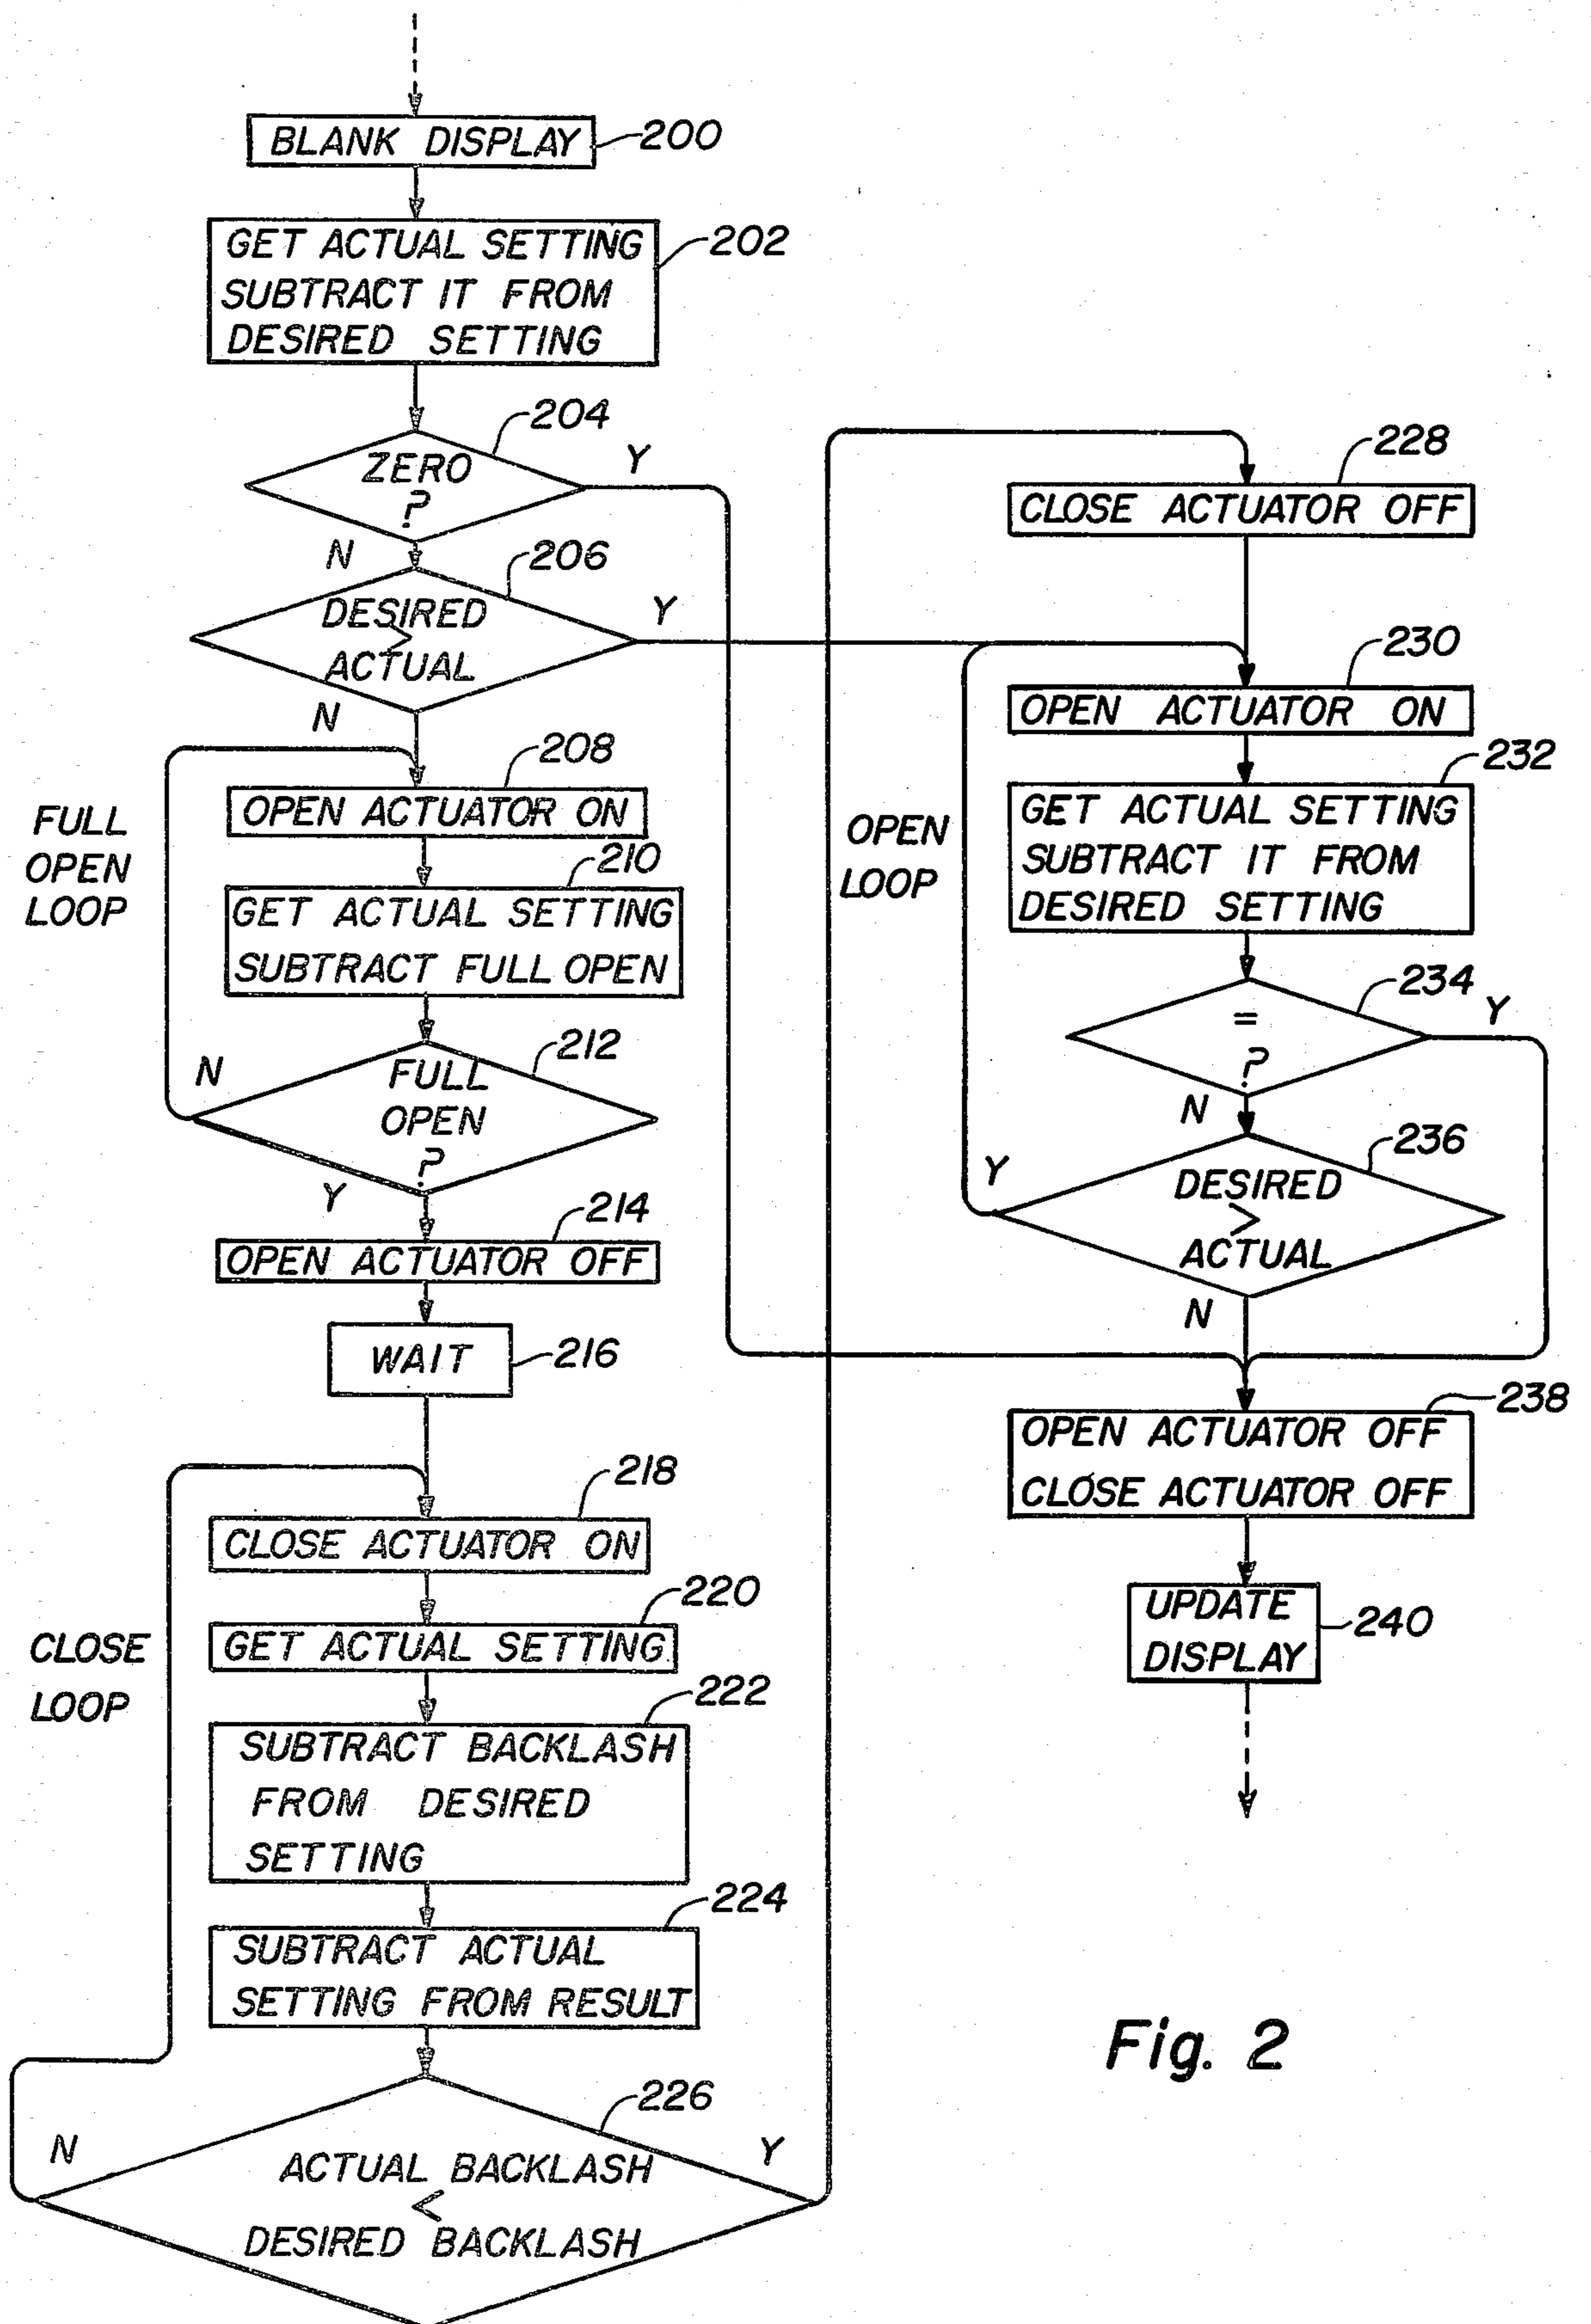 BLANK DISPLAY
200
GET ACTUAL SETTING
SUBTRACT IT FROM
DESIRED SETTING
202
ZERO
?
204
Y
N
DESIRED
>
ACTUAL
206
Y
N
FULL
OPEN
LOOP
OPEN ACTUATOR ON
208
GET ACTUAL SETTING
SUBTRACT FULL OPEN
210
FULL
OPEN
?
212
N
Y
OPEN ACTUATOR OFF
214
WAIT
216
CLOSE
LOOP
CLOSE ACTUATOR ON
218
GET ACTUAL SETTING
220
SUBTRACT BACKLASH
FROM DESIRED
SETTING
222
SUBTRACT ACTUAL
SETTING FROM RESULT
224
ACTUAL BACKLASH
<
DESIRED BACKLASH
226
N
Y
CLOSE ACTUATOR OFF
228
OPEN
LOOP
OPEN ACTUATOR ON
230
GET ACTUAL SETTING
SUBTRACT IT FROM
DESIRED SETTING
232
=
?
234
Y
N
DESIRED
>
ACTUAL
236
Y
N
OPEN ACTUATOR OFF
CLOSE ACTUATOR OFF
238
UPDATE
DISPLAY
240
Fig. 2